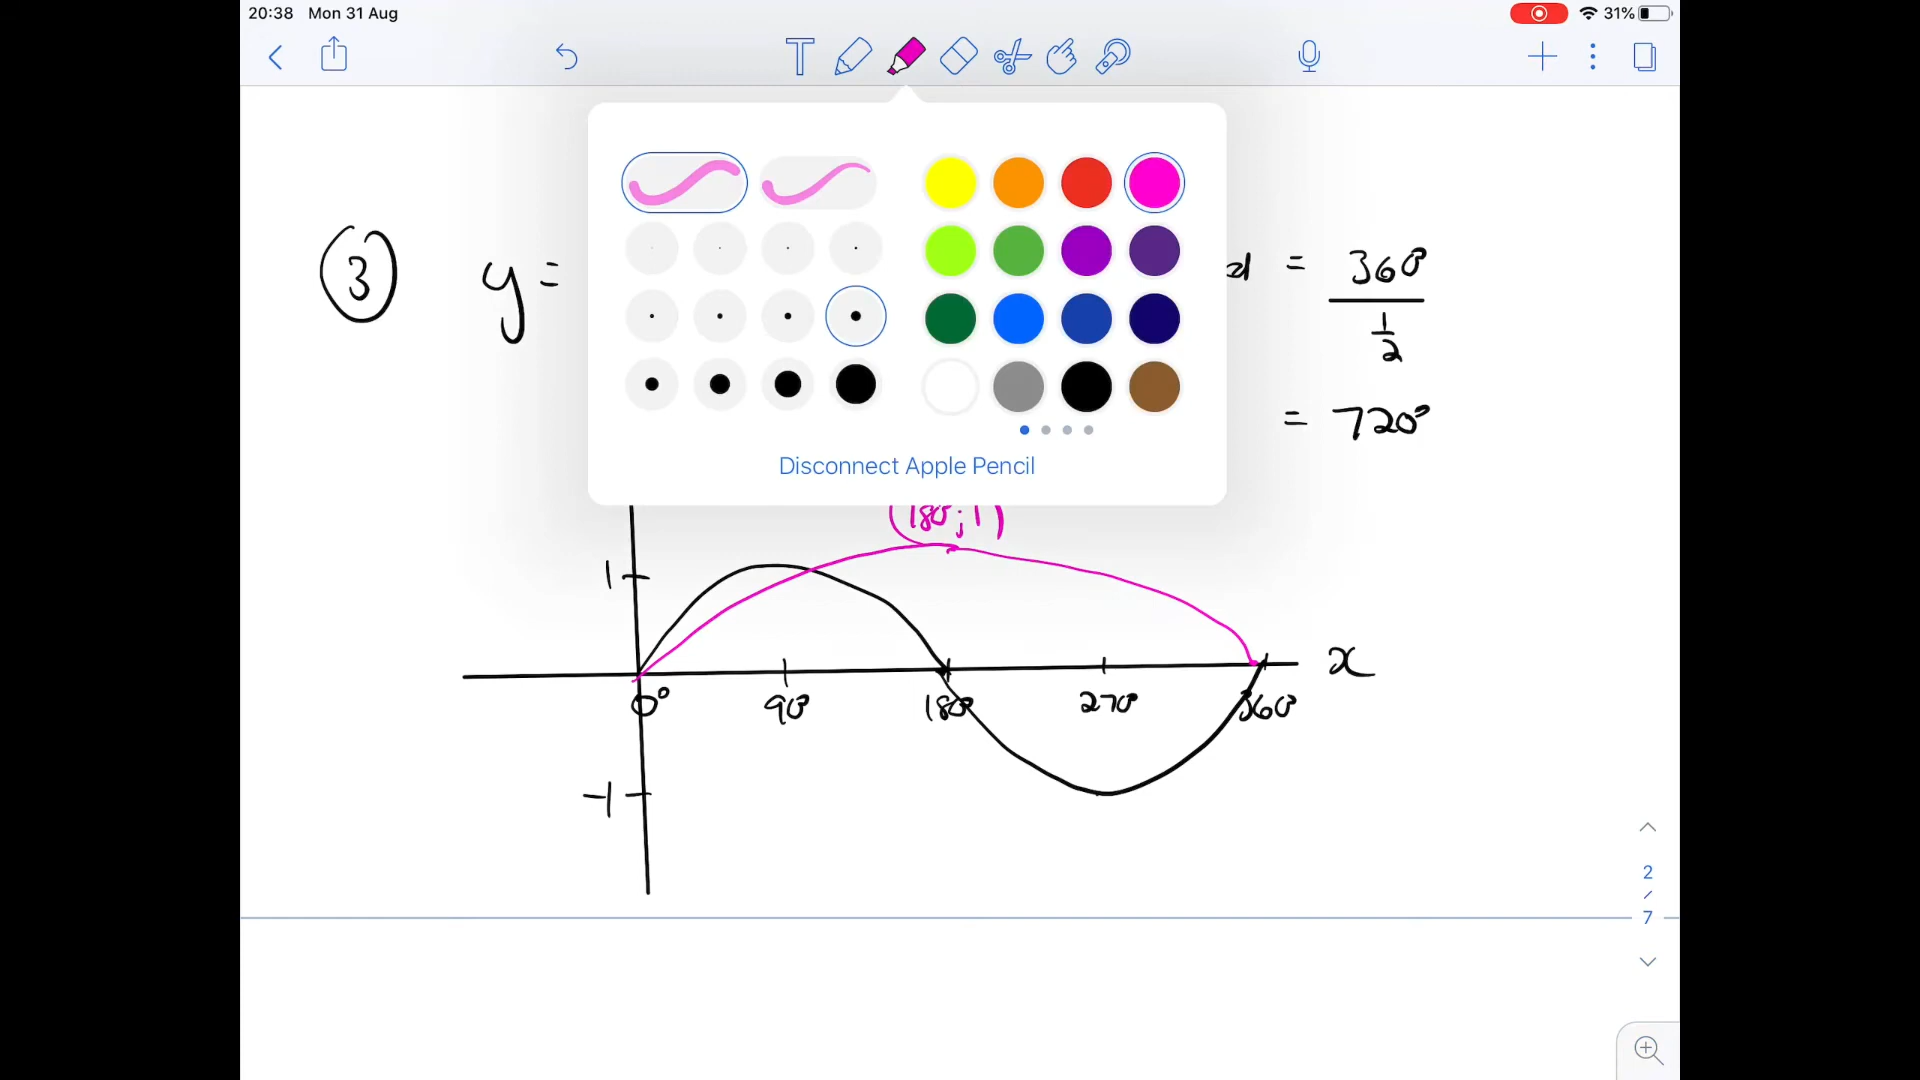 20:38 Mon 31 Aug 31%
T
3 y = d = 360°
1
2
= 720°
Disconnect Apple Pencil
(180°; 1)
1
x
0° 90° 180° 270° 360°
-1
2
/
7